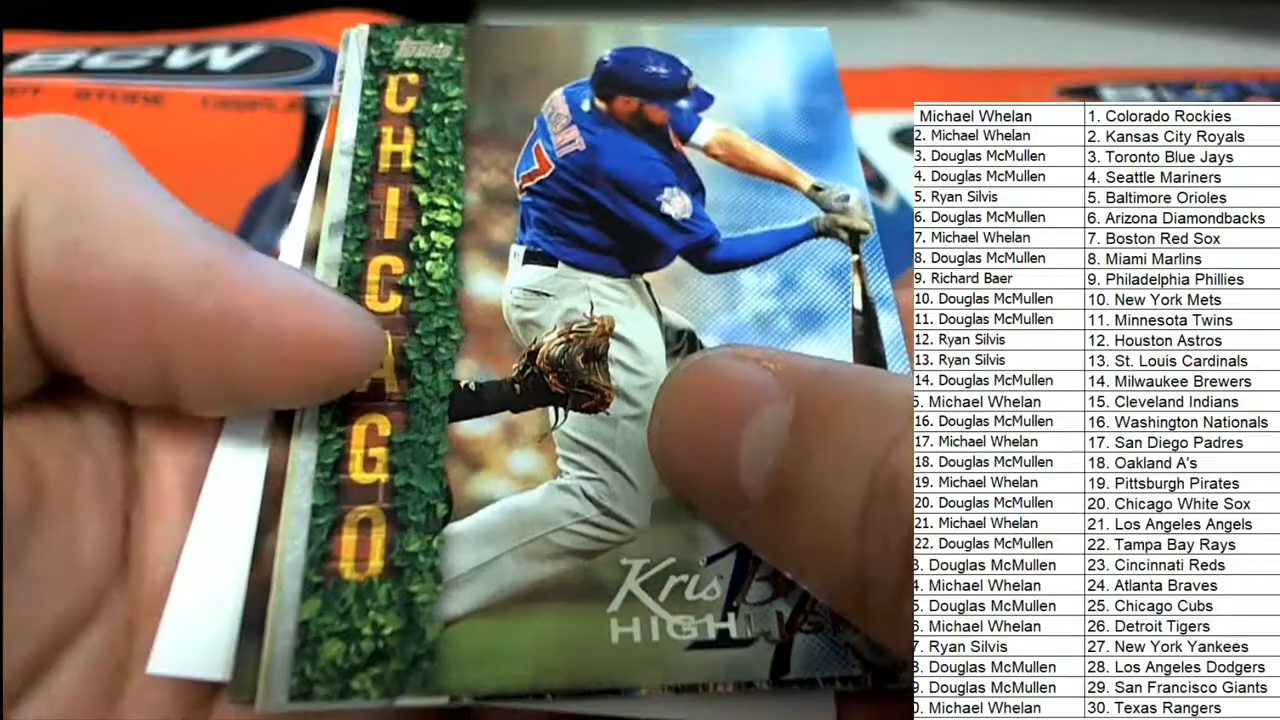 BCW
Topps
CHICAGO
17
Kris
HIGH
Michael Whelan 1. Colorado Rockies
2. Michael Whelan 2. Kansas City Royals
3. Douglas McMullen 3. Toronto Blue Jays
4. Douglas McMullen 4. Seattle Mariners
5. Ryan Silvis 5. Baltimore Orioles
6. Douglas McMullen 6. Arizona Diamondbacks
7. Michael Whelan 7. Boston Red Sox
8. Douglas McMullen 8. Miami Marlins
9. Richard Baer 9. Philadelphia Phillies
10. Douglas McMullen 10. New York Mets
11. Douglas McMullen 11. Minnesota Twins
12. Ryan Silvis 12. Houston Astros
13. Ryan Silvis 13. St. Louis Cardinals
14. Douglas McMullen 14. Milwaukee Brewers
5. Michael Whelan 15. Cleveland Indians
16. Douglas McMullen 16. Washington Nationals
17. Michael Whelan 17. San Diego Padres
18. Douglas McMullen 18. Oakland A's
19. Michael Whelan 19. Pittsburgh Pirates
20. Douglas McMullen 20. Chicago White Sox
21. Michael Whelan 21. Los Angeles Angels
22. Douglas McMullen 22. Tampa Bay Rays
3. Douglas McMullen 23. Cincinnati Reds
4. Michael Whelan 24. Atlanta Braves
5. Douglas McMullen 25. Chicago Cubs
6. Michael Whelan 26. Detroit Tigers
7. Ryan Silvis 27. New York Yankees
8. Douglas McMullen 28. Los Angeles Dodgers
9. Douglas McMullen 29. San Francisco Giants
0. Michael Whelan 30. Texas Rangers